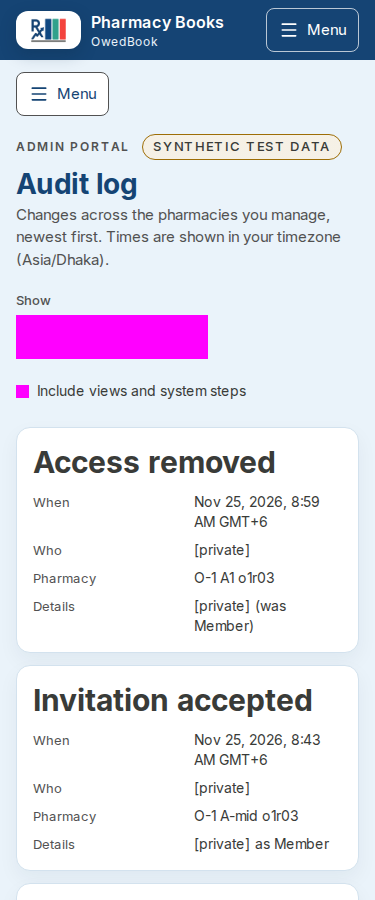 Rx
Pharmacy Books
OwedBook
Menu
Menu
ADMIN PORTAL
SYNTHETIC TEST DATA
Audit log
Changes across the pharmacies you manage,
newest first. Times are shown in your timezone
(Asia/Dhaka).
Show
Include views and system steps
Access removed
When
Nov 25, 2026, 8:59
AM GMT+6
Who
[private]
Pharmacy
O-1 A1 o1r03
Details
[private] (was
Member)
Invitation accepted
When
Nov 25, 2026, 8:43
AM GMT+6
Who
[private]
Pharmacy
O-1 A-mid o1r03
Details
[private] as Member